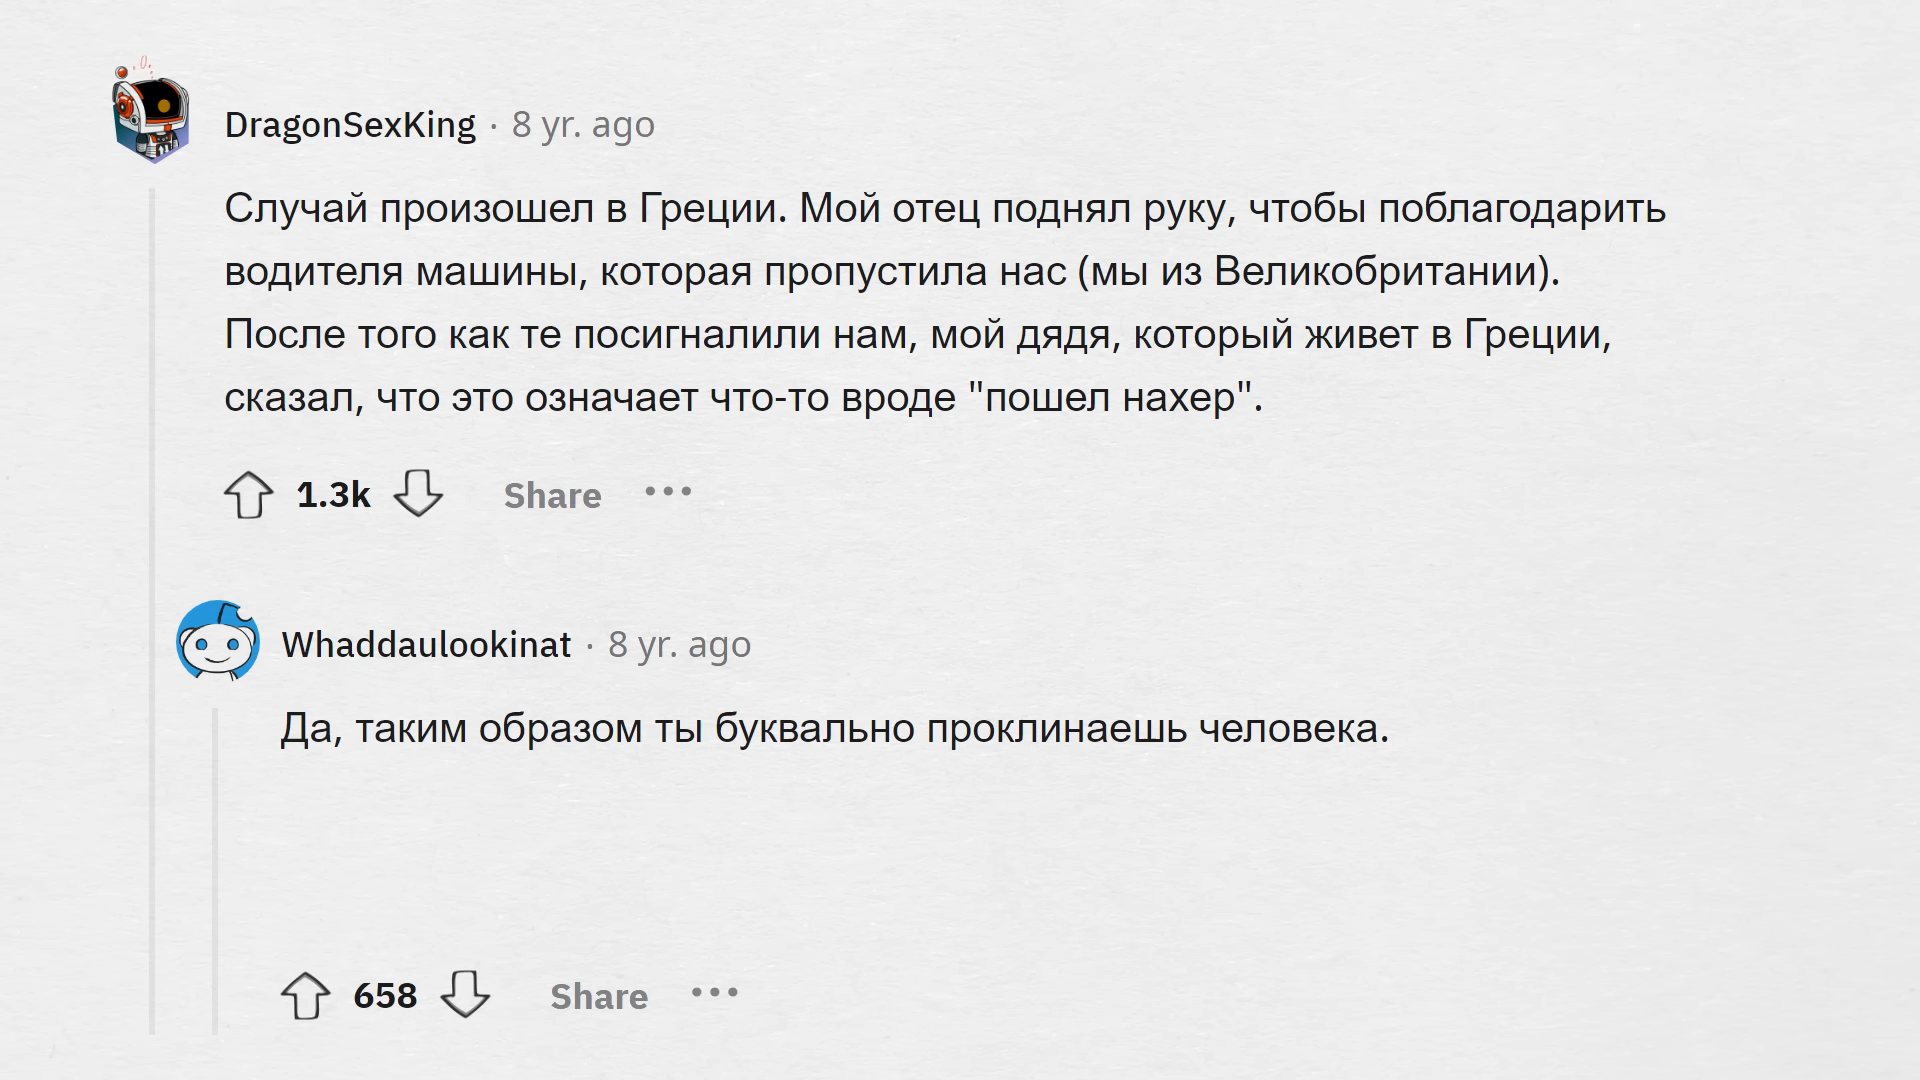 DragonSexKing · 8 yr. ago
Случай произошел в Греции. Мой отец поднял руку, чтобы поблагодарить
водителя машины, которая пропустила нас (мы из Великобритании).
После того как те посигналили нам, мой дядя, который живет в Греции,
сказал, что это означает что-то вроде "пошел нахер".
1.3k Share •••
Whaddaulookinat · 8 yr. ago
Да, таким образом ты буквально проклинаешь человека.
658 Share •••